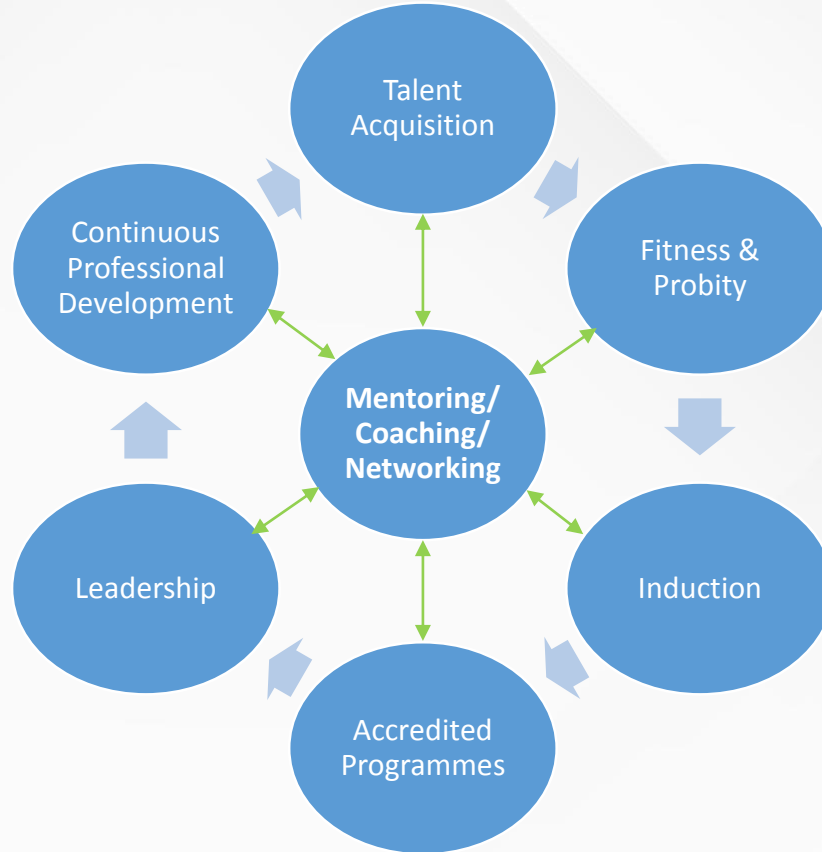 Talent
Acquisition
Fitness &
Probity
Continuous
Professional
Development
Mentoring/
Coaching/
Networking
Leadership
Induction
Accredited
Programmes